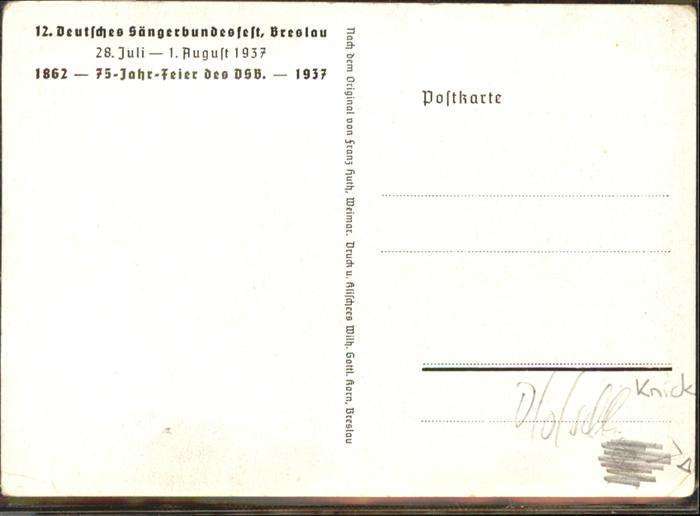 12. Deutsches Sängerbundesfest, Breslau
28. Juli — 1. August 1937
1862 — 75-Jahr-Feier des DSB. — 1937
Nach dem Original von Franz Huth, Weimar. Druck u. Klischees Wilh. Gottl. Korn, Breslau
Postkarte
Knick